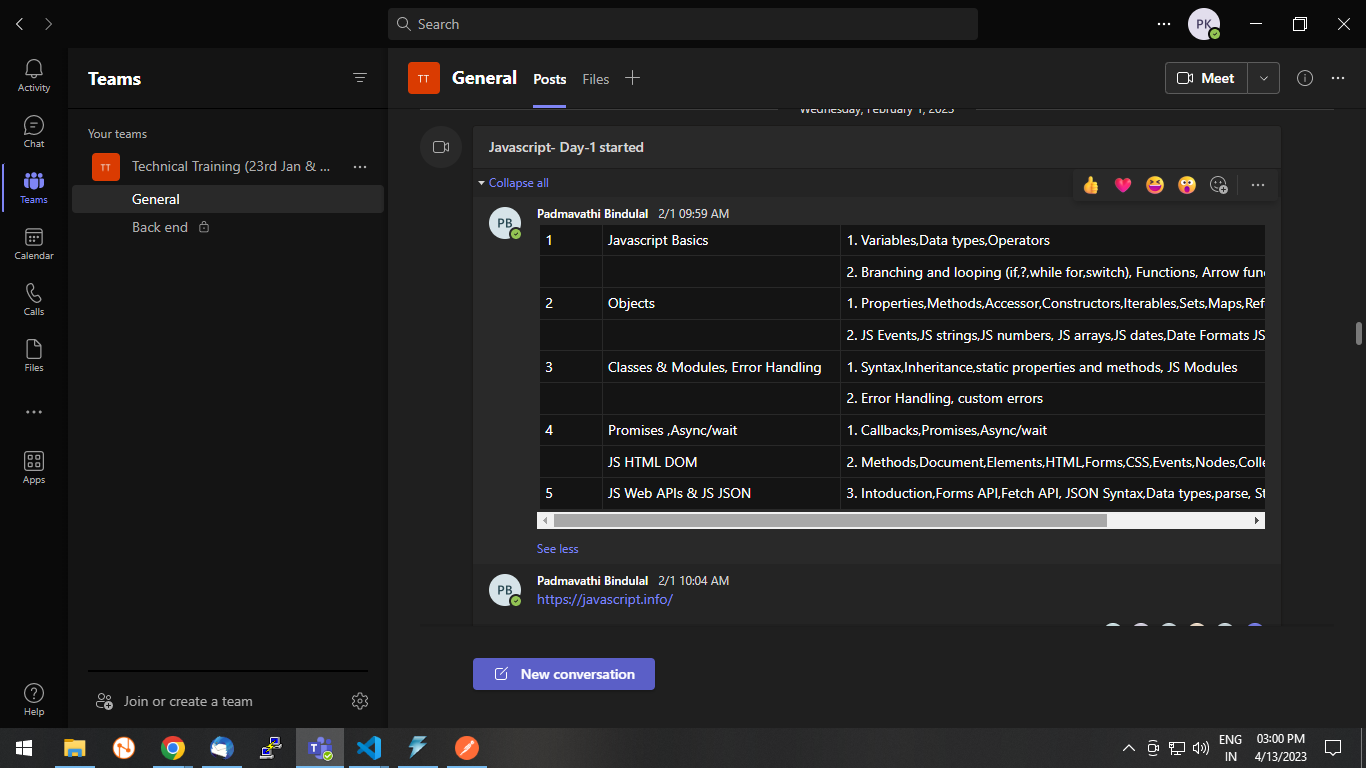 Search
PK
Activity
Chat
Teams
Calendar
Calls
Files
Apps
Help
Teams
Your teams
TT Technical Training (23rd Jan & ...
General
Back end
Join or create a team
TT General Posts Files
Meet
Wednesday, February 1, 2023
Javascript- Day-1 started
Collapse all
PB Padmavathi Bindulal 2/1 09:59 AM
1 Javascript Basics 1. Variables,Data types,Operators
2. Branching and looping (if,?,while for,switch), Functions, Arrow fun
2 Objects 1. Properties,Methods,Accessor,Constructors,Iterables,Sets,Maps,Ref
2. JS Events,JS strings,JS numbers, JS arrays,JS dates,Date Formats JS
3 Classes & Modules, Error Handling 1. Syntax,Inheritance,static properties and methods, JS Modules
2. Error Handling, custom errors
4 Promises ,Async/wait 1. Callbacks,Promises,Async/wait
JS HTML DOM 2. Methods,Document,Elements,HTML,Forms,CSS,Events,Nodes,Colle
5 JS Web APIs & JS JSON 3. Intoduction,Forms API,Fetch API, JSON Syntax,Data types,parse, St
See less
PB Padmavathi Bindulal 2/1 10:04 AM
https://javascript.info/
New conversation
ENG
IN
03:00 PM
4/13/2023